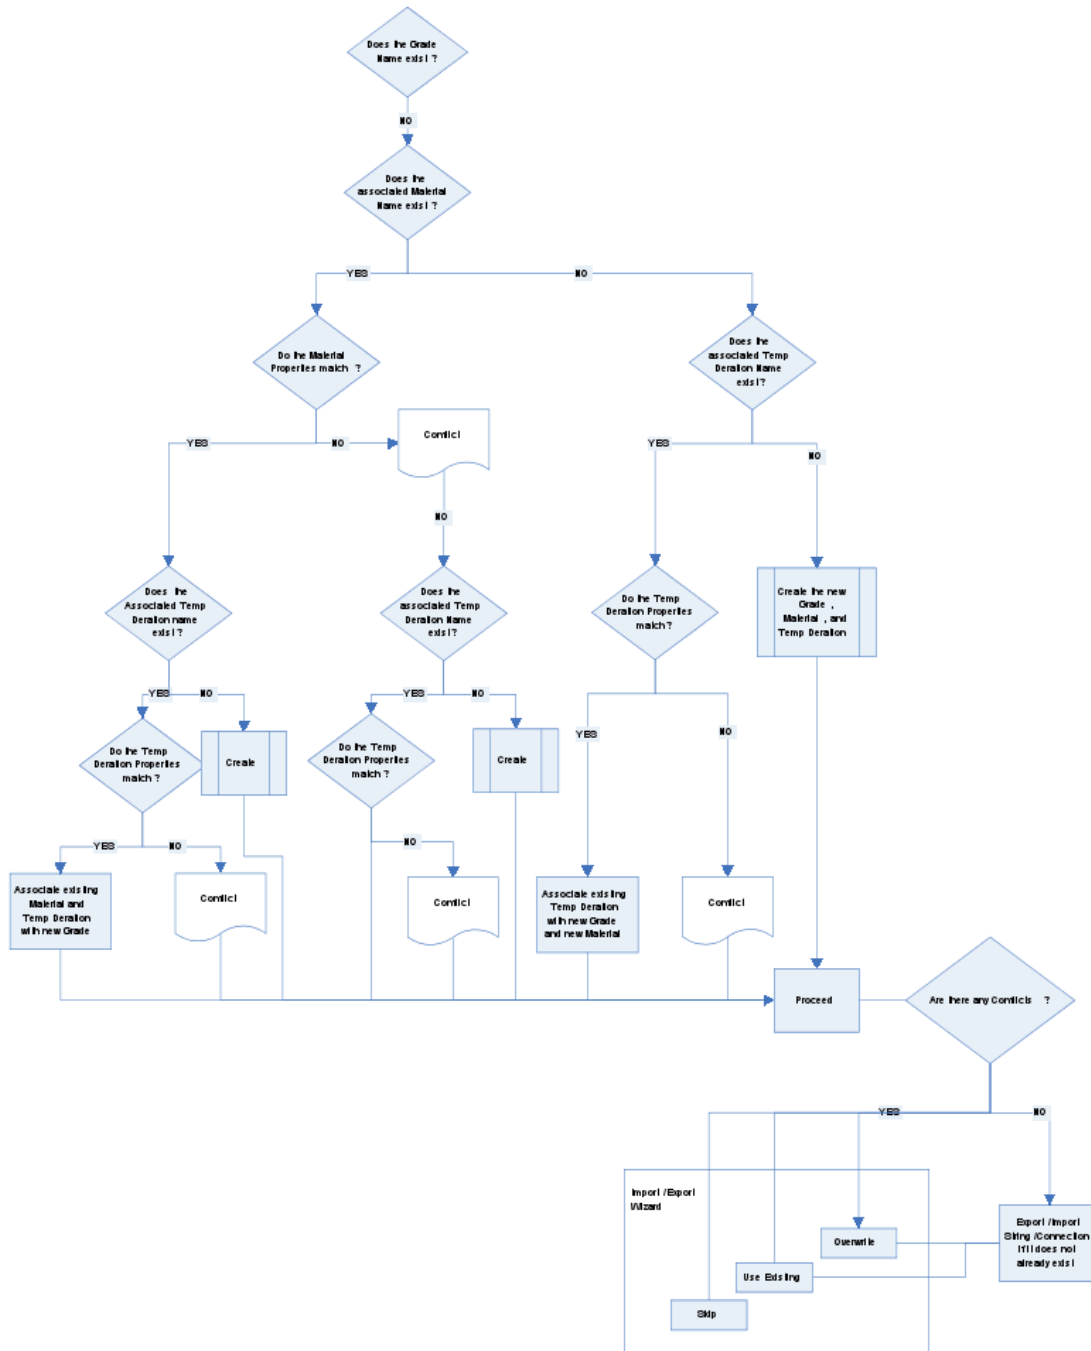 Does the Grade
Name exist ?
NO
Does the
associated Material
Name exist ?
YES
NO
Do the Material
Properties match ?
Does the
associated Temp
Deration Name
exist?
YES
NO
Conflict
YES
NO
NO
Does the
Associated Temp
Deration name
exist ?
Does the
associated Temp
Deration Name
exist?
Do the Temp
Deration Properties
match?
Create the new
Grade ,
Material , and
Temp Deration
YES
NO
YES
NO
YES
NO
Do the Temp
Deration Properties
match ?
Create
Do the Temp
Deration Properties
match ?
Create
YES
NO
NO
Associate existing
Material and
Temp Deration
with new Grade
Conflict
Conflict
Associate existing
Temp Deration
with new Grade
and new Material
Conflict
Proceed
Are there any Conflicts ?
YES
NO
Import /Export
Wizard
Overwrite
Export /Import
String /Connection
if it does not
already exist
Use Existing
Skip